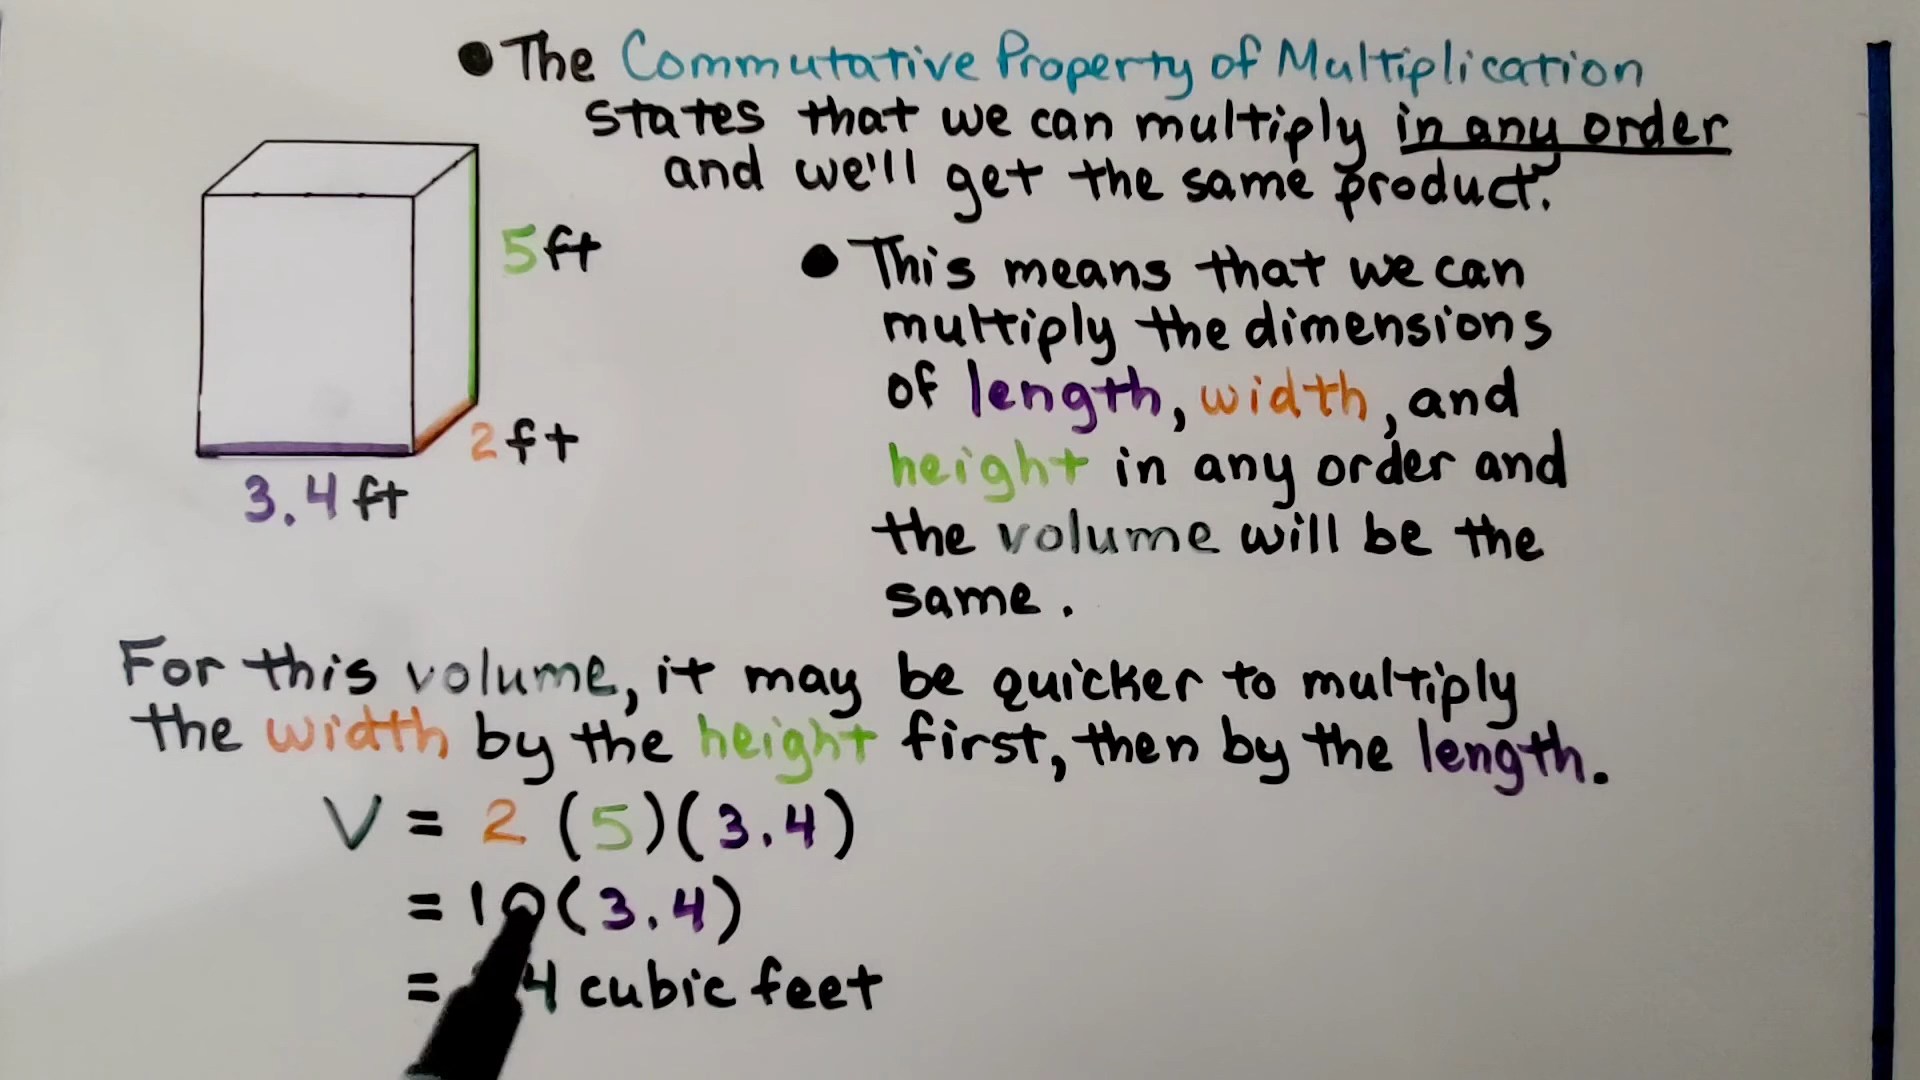 • The Commutative Property of Multiplication
states that we can multiply in any order
and we'll get the same product.
5ft
2ft
3.4ft
• This means that we can
multiply the dimensions
of length, width, and
height in any order and
the volume will be the
same.
For this volume, it may be quicker to multiply
the width by the height first, then by the length.
V = 2 (5)(3.4)
= 10(3.4)
= 4 cubic feet